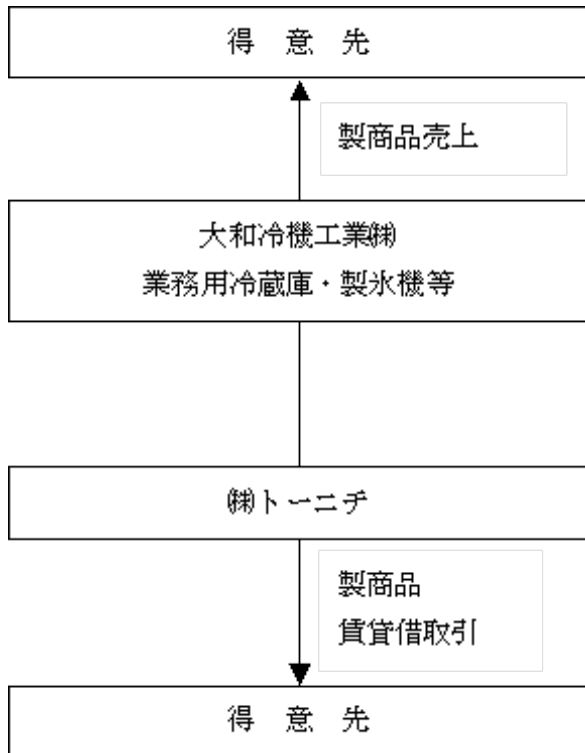 得 意 先
製商品売上
大和冷機工業㈱
業務用冷蔵庫・製氷機等
㈱トーニチ
製商品
賃貸借取引
得 意 先